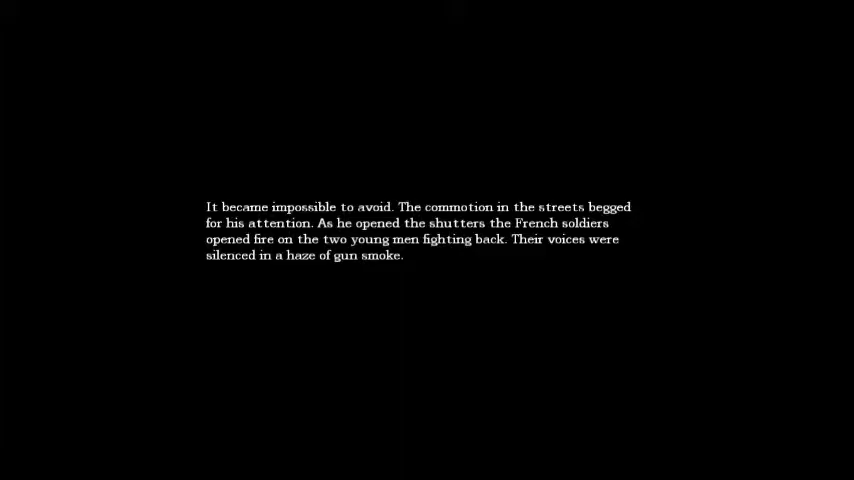 It became impossible to avoid. The commotion in the streets begged
for his attention. As he opened the shutters the French soldiers
opened fire on the two young men fighting back. Their voices were
silenced in a haze of gun smoke.